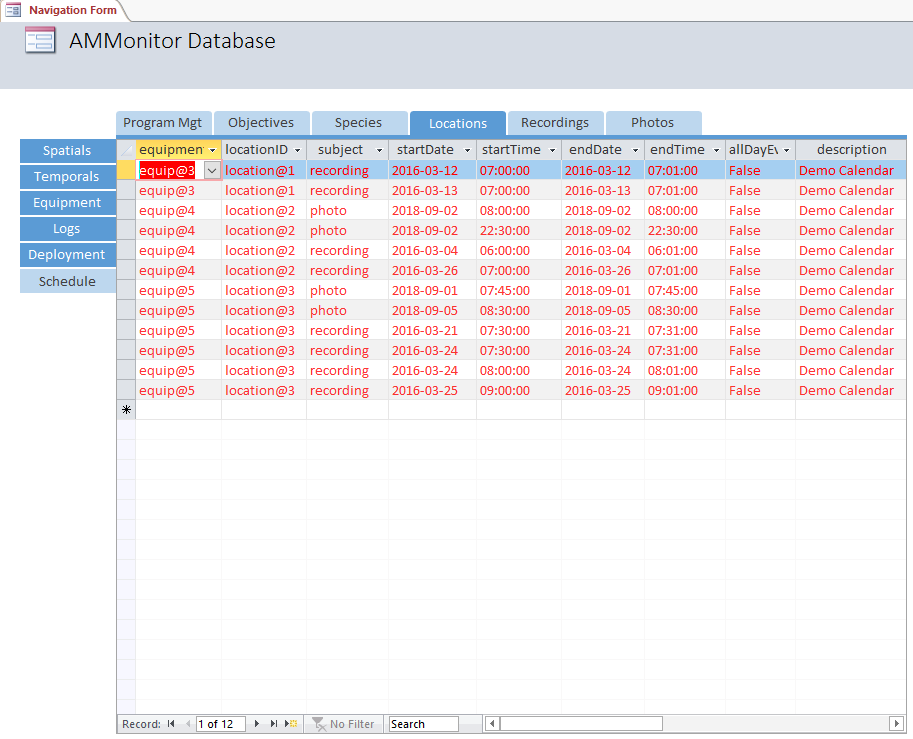 Navigation Form
AMMonitor Database
Program Mgt Objectives Species Locations Recordings Photos
Spatials
Temporals
Equipment
Logs
Deployment
Schedule
equipmen locationID subject startDate startTime endDate endTime allDayEv description
equip@3 location@1 recording 2016-03-12 07:00:00 2016-03-12 07:01:00 False Demo Calendar
equip@3 location@1 recording 2016-03-13 07:00:00 2016-03-13 07:01:00 False Demo Calendar
equip@4 location@2 photo 2018-09-02 08:00:00 2018-09-02 08:00:00 False Demo Calendar
equip@4 location@2 photo 2018-09-02 22:30:00 2018-09-02 22:30:00 False Demo Calendar
equip@4 location@2 recording 2016-03-04 06:00:00 2016-03-04 06:01:00 False Demo Calendar
equip@4 location@2 recording 2016-03-26 07:00:00 2016-03-26 07:01:00 False Demo Calendar
equip@5 location@3 photo 2018-09-01 07:45:00 2018-09-01 07:45:00 False Demo Calendar
equip@5 location@3 photo 2018-09-05 08:30:00 2018-09-05 08:30:00 False Demo Calendar
equip@5 location@3 recording 2016-03-21 07:30:00 2016-03-21 07:31:00 False Demo Calendar
equip@5 location@3 recording 2016-03-24 07:30:00 2016-03-24 07:31:00 False Demo Calendar
equip@5 location@3 recording 2016-03-24 08:00:00 2016-03-24 08:01:00 False Demo Calendar
equip@5 location@3 recording 2016-03-25 09:00:00 2016-03-25 09:01:00 False Demo Calendar
Record: 1 of 12 No Filter Search